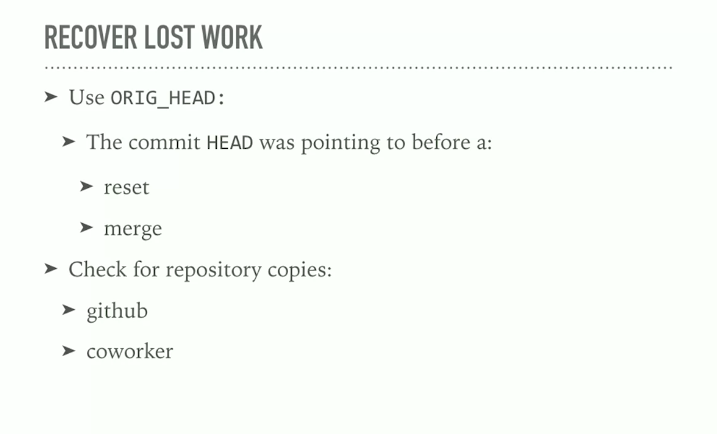 RECOVER LOST WORK
➤ Use ORIG_HEAD:
➤ The commit HEAD was pointing to before a:
➤ reset
➤ merge
➤ Check for repository copies:
➤ github
➤ coworker